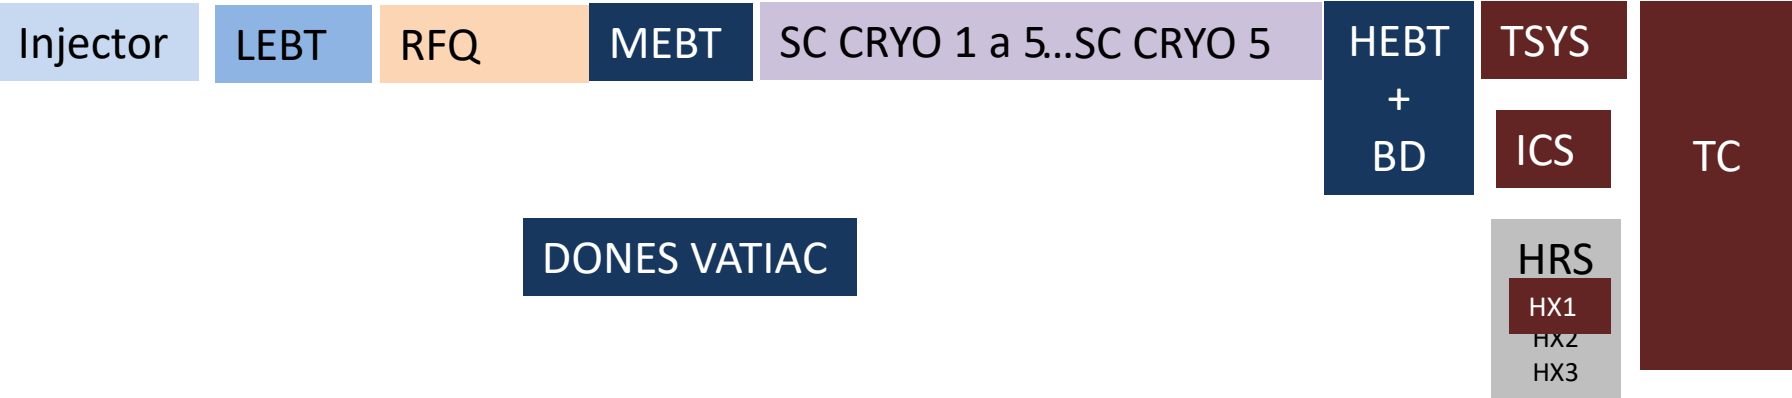 Injector
LEBT
RFQ
MEBT
SC CRYO 1 a 5...SC CRYO 5
HEBT
+
BD
TSYS
ICS
TC
DONES VATIAC
HRS
HX1
HX2
HX3